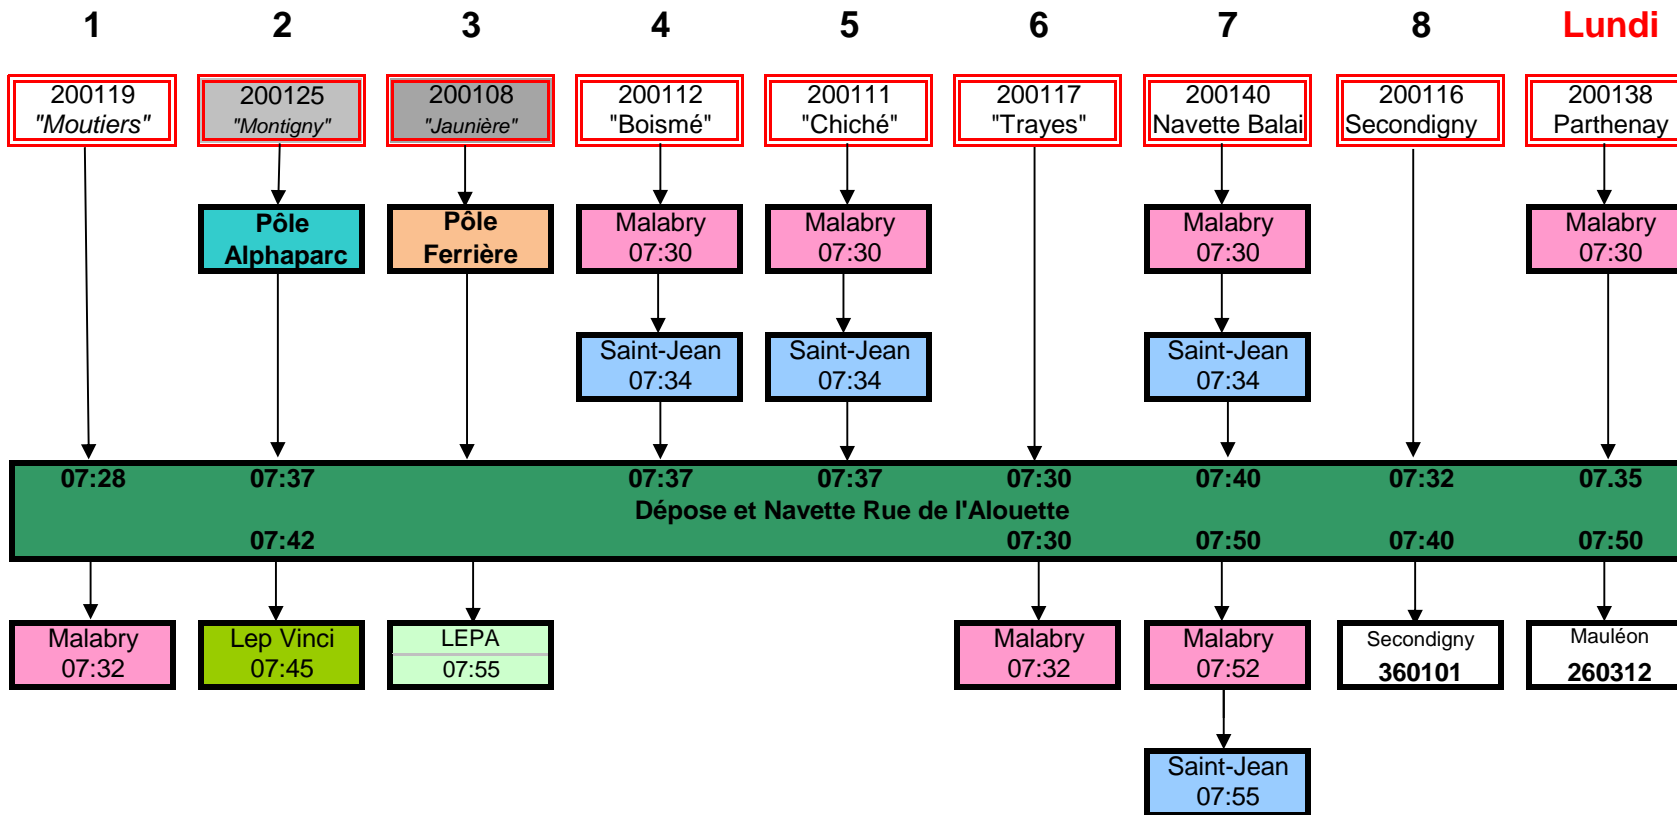 1 2 3 4 5 6 7 8 Lundi
200119 200125 200108 200112 200111 200117 200140 200116 200138
"Moutiers" "Montigny" "Jaunière" "Boismé" "Chiché" "Trayes" Navette Balai Secondigny Parthenay
Pôle Pôle Malabry Malabry Malabry Malabry
Alphaparc Ferrière 07:30 07:30 07:30 07:30
Saint-Jean Saint-Jean Saint-Jean
07:34 07:34 07:34
07:28 07:37 07:37 07:37 07:30 07:40 07:32 07.35
Dépose et Navette Rue de l'Alouette
07:42 07:30 07:50 07:40 07:50
Malabry Lep Vinci LEPA Malabry Malabry Secondigny Mauléon
07:32 07:45 07:55 07:32 07:52 360101 260312
Saint-Jean
07:55